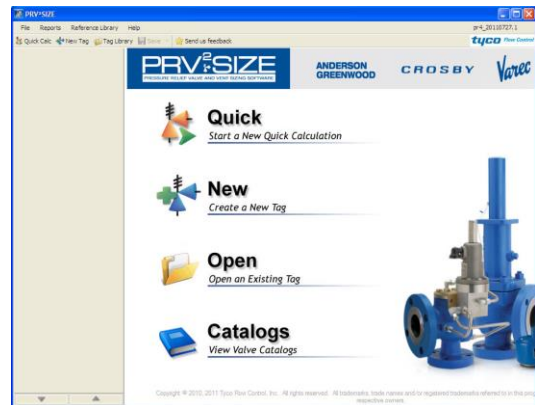 PRV²SIZE
File Reports Reference Library Help
Quick Calc New Tag Tag Library Save Send us feedback
tyco Flow Control
PRV²SIZE
PRESSURE RELIEF VALVE AND VENT SIZING SOFTWARE
ANDERSON
GREENWOOD
CROSBY
Varec
Quick
Start a New Quick Calculation
New
Create a New Tag
Open
Open an Existing Tag
Catalogs
View Valve Catalogs
Copyright © 2010, 2011 Tyco Flow Control, Inc. All rights reserved. All trademarks, trade names and/or registered trademarks referred to in this prog
respective owners.